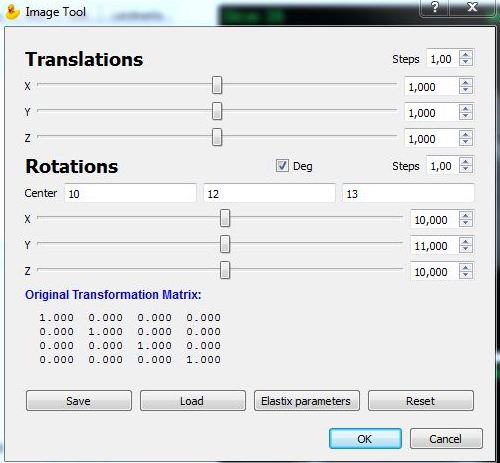 Image Tool
?
Translations
Steps 1,00
X 1,000
Y 1,000
Z 1,000
Rotations
Deg
Steps 1,00
Center 10 12 13
X 10,000
Y 11,000
Z 10,000
Original Transformation Matrix:
1.000 0.000 0.000 0.000
0.000 1.000 0.000 0.000
0.000 0.000 1.000 0.000
0.000 0.000 0.000 1.000
Save Load Elastix parameters Reset
OK Cancel